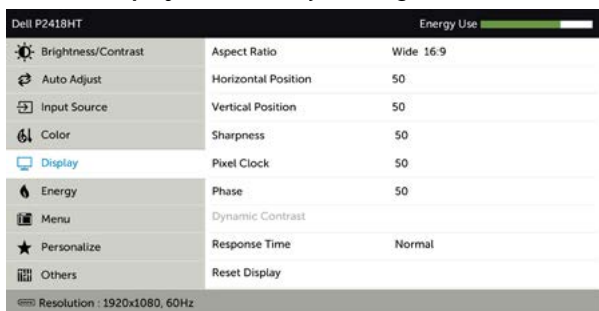 Dell P2418HT Energy Use
Brightness/Contrast Aspect Ratio Wide 16:9
Auto Adjust Horizontal Position 50
Input Source Vertical Position 50
Color Sharpness 50
Display Pixel Clock 50
Energy Phase 50
Menu Dynamic Contrast
Personalize Response Time Normal
Others Reset Display
Resolution : 1920x1080, 60Hz